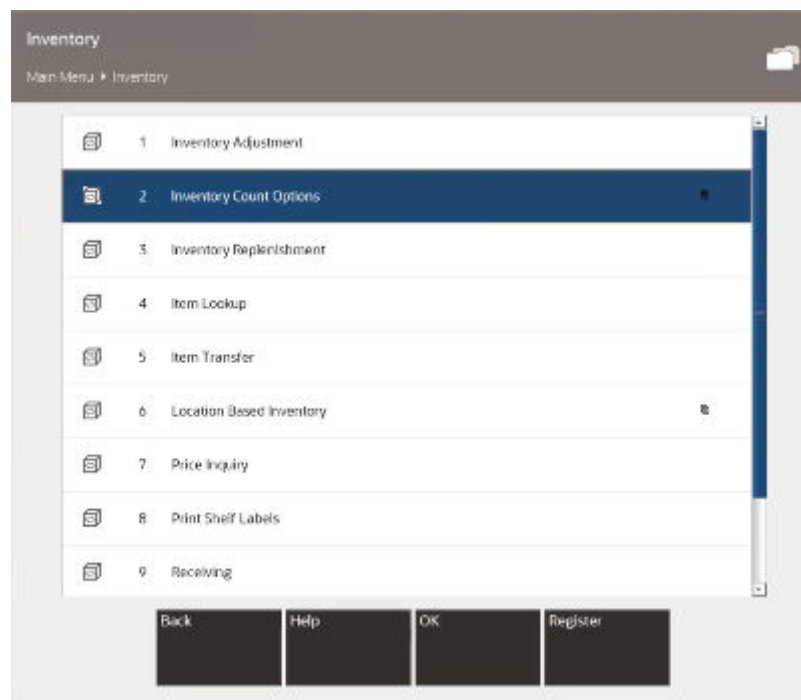 Inventory
Main Menu ▸ Inventory
1 Inventory Adjustment
2 Inventory Count Options
3 Inventory Replenishment
4 Item Lookup
5 Item Transfer
6 Location Based Inventory
7 Price Inquiry
8 Print Shelf Labels
9 Receiving
Back Help OK Register